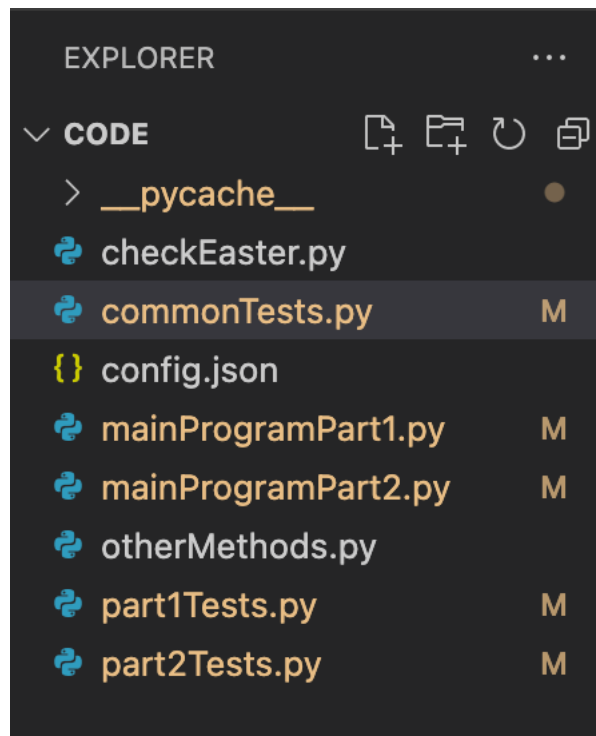 EXPLORER ...
CODE
__pycache__
checkEaster.py
commonTests.py M
{} config.json
mainProgramPart1.py M
mainProgramPart2.py M
otherMethods.py
part1Tests.py M
part2Tests.py M